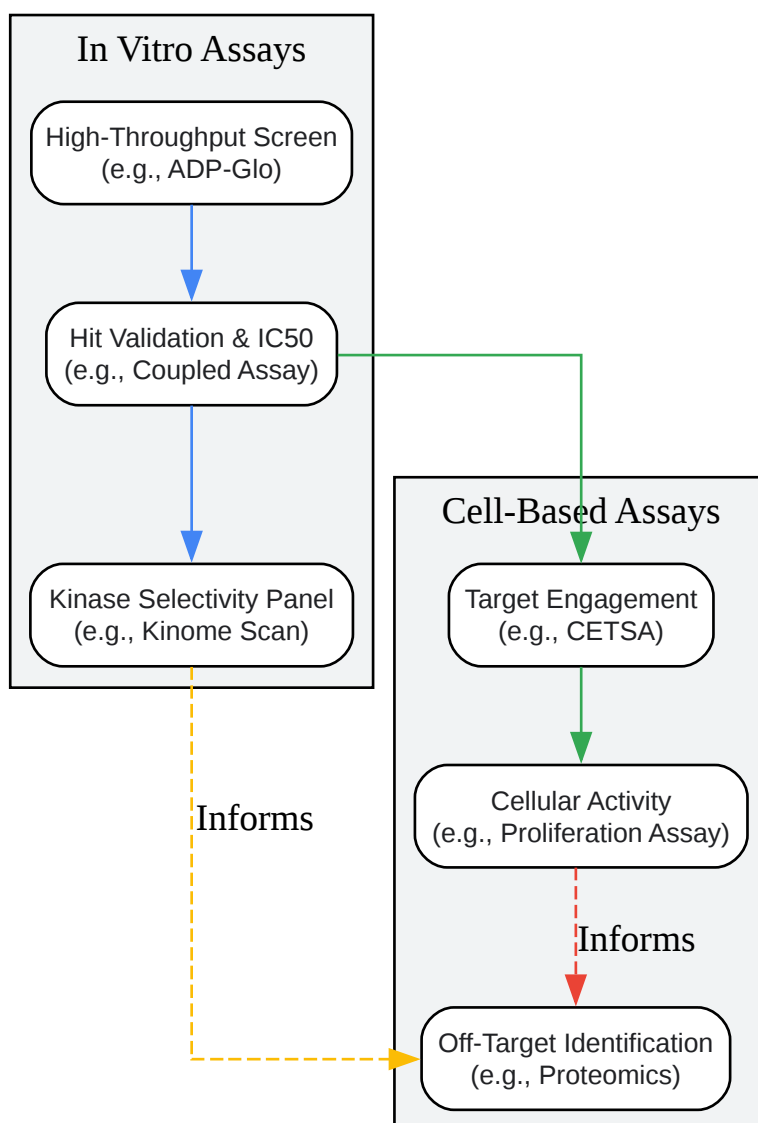 In Vitro Assays
High-Throughput Screen
(e.g., ADP-Glo)
Hit Validation & IC50
(e.g., Coupled Assay)
Kinase Selectivity Panel
(e.g., Kinome Scan)
Informs
Cell-Based Assays
Target Engagement
(e.g., CETSA)
Cellular Activity
(e.g., Proliferation Assay)
Informs
Off-Target Identification
(e.g., Proteomics)